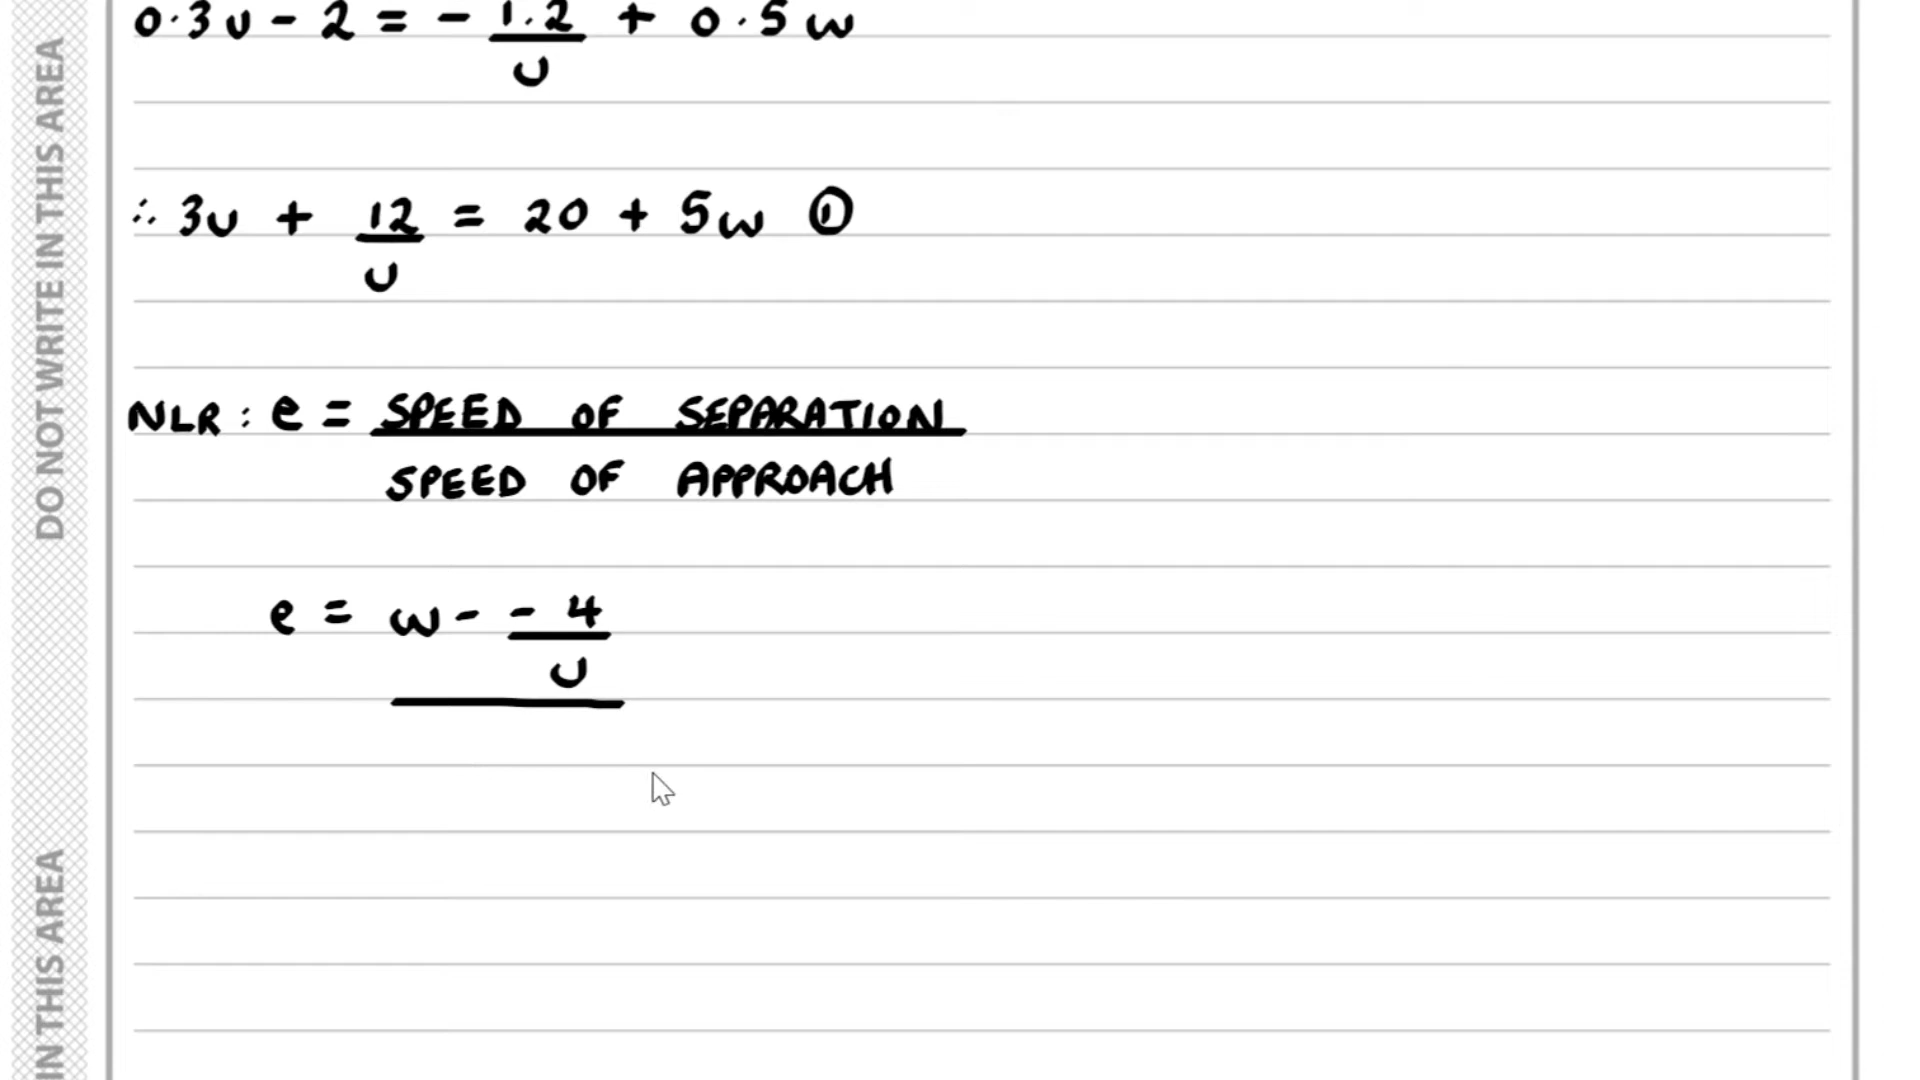 DO NOT WRITE IN THIS AREA
IN THIS AREA
0.3u - 2 = - 1.2/u + 0.5w
∴ 3u + 12/u = 20 + 5w ①
NLR: e = SPEED OF SEPARATION
SPEED OF APPROACH
e = w - - 4/u